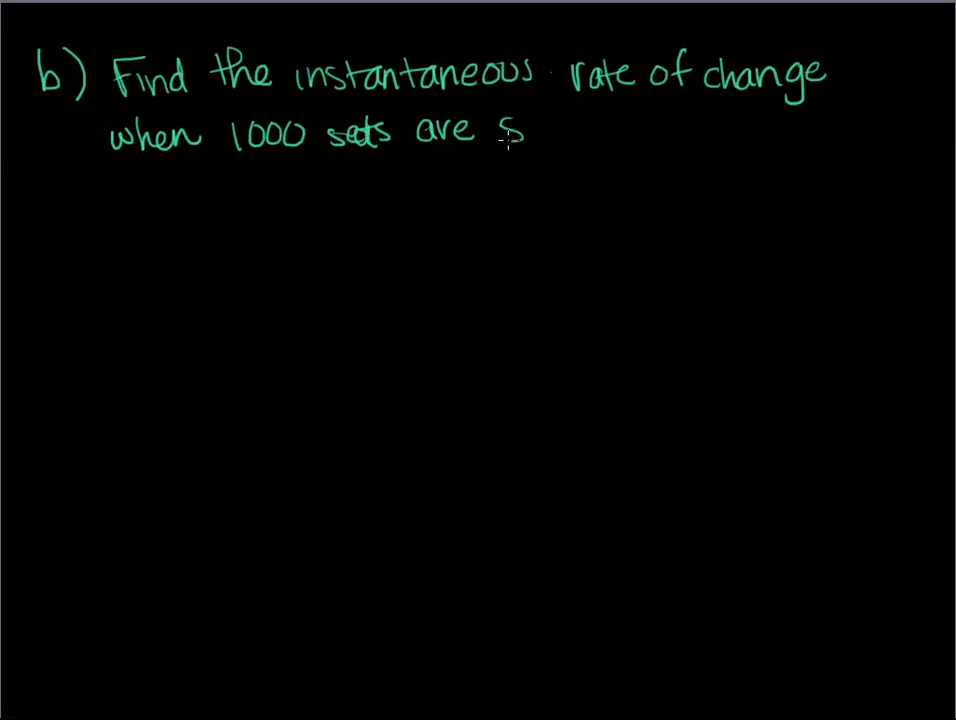 b) Find the instantaneous rate of change
when 1000 sets are s